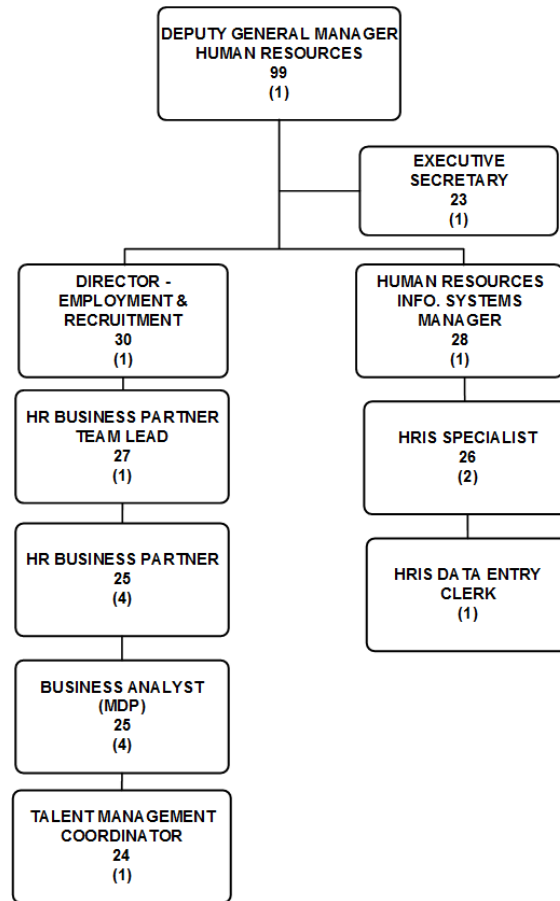 DEPUTY GENERAL MANAGER
HUMAN RESOURCES
99
(1)
EXECUTIVE
SECRETARY
23
(1)
DIRECTOR -
EMPLOYMENT &
RECRUITMENT
30
(1)
HR BUSINESS PARTNER
TEAM LEAD
27
(1)
HR BUSINESS PARTNER
25
(4)
BUSINESS ANALYST
(MDP)
25
(4)
TALENT MANAGEMENT
COORDINATOR
24
(1)
HUMAN RESOURCES
INFO. SYSTEMS
MANAGER
28
(1)
HRIS SPECIALIST
26
(2)
HRIS DATA ENTRY
CLERK
(1)